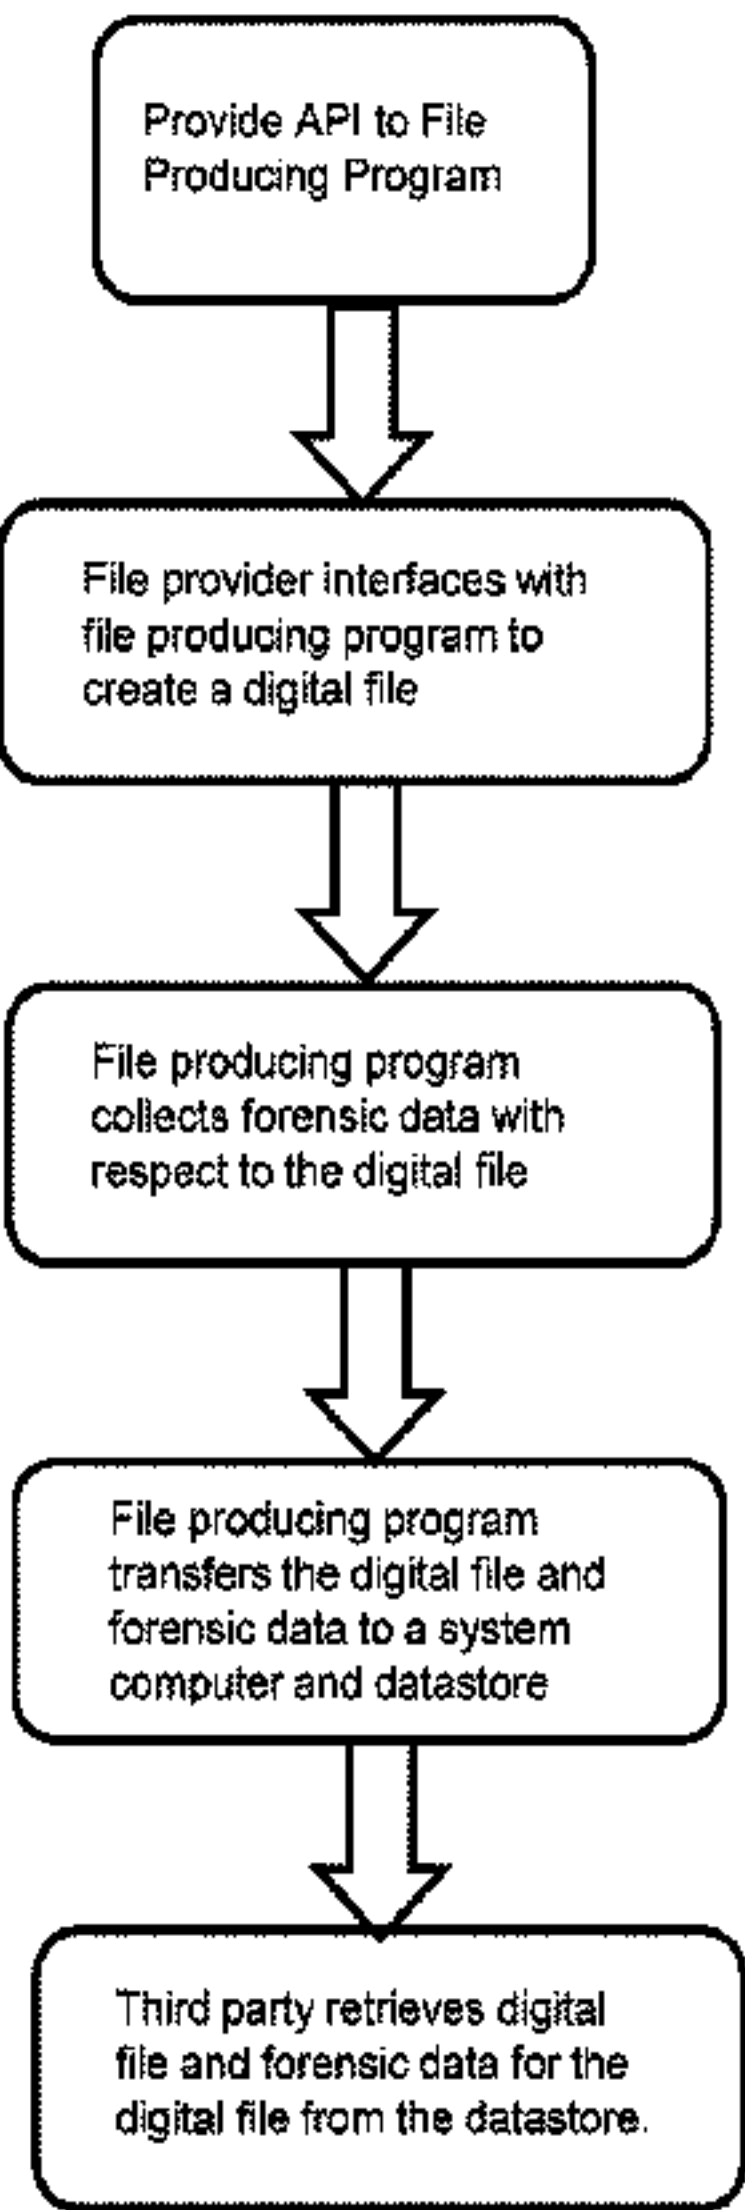 Provide API to File
Producing Program
File provider interfaces with
file producing program to
create a digital file
File producing program
collects forensic data with
respect to the digital file
File producing program
transfers the digital file and
forensic data to a system
computer and datastore
Third party retrieves digital
file and forensic data for the
digital file from the datastore.